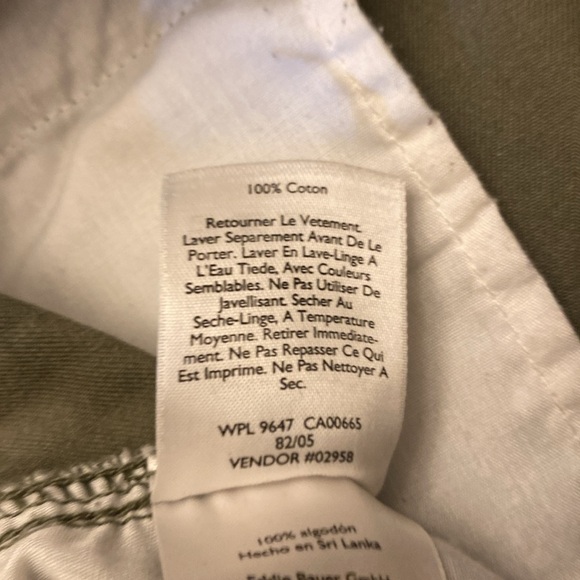 100% Coton
Retourner Le Vetement.
Laver Separement Avant De Le
Porter. Laver En Lave-Linge A
L'Eau Tiede, Avec Couleurs
Semblables. Ne Pas Utiliser De
Javellisant. Secher Au
Seche-Linge, A Temperature
Moyenne. Retirer Immediate-
ment. Ne Pas Repasser Ce Qui
Est Imprime. Ne Pas Nettoyer A
Sec.
WPL 9647 CA00665
82/05
VENDOR #02958
100% algodón
Hecho en Sri Lanka
Eddie Bauer GmbH